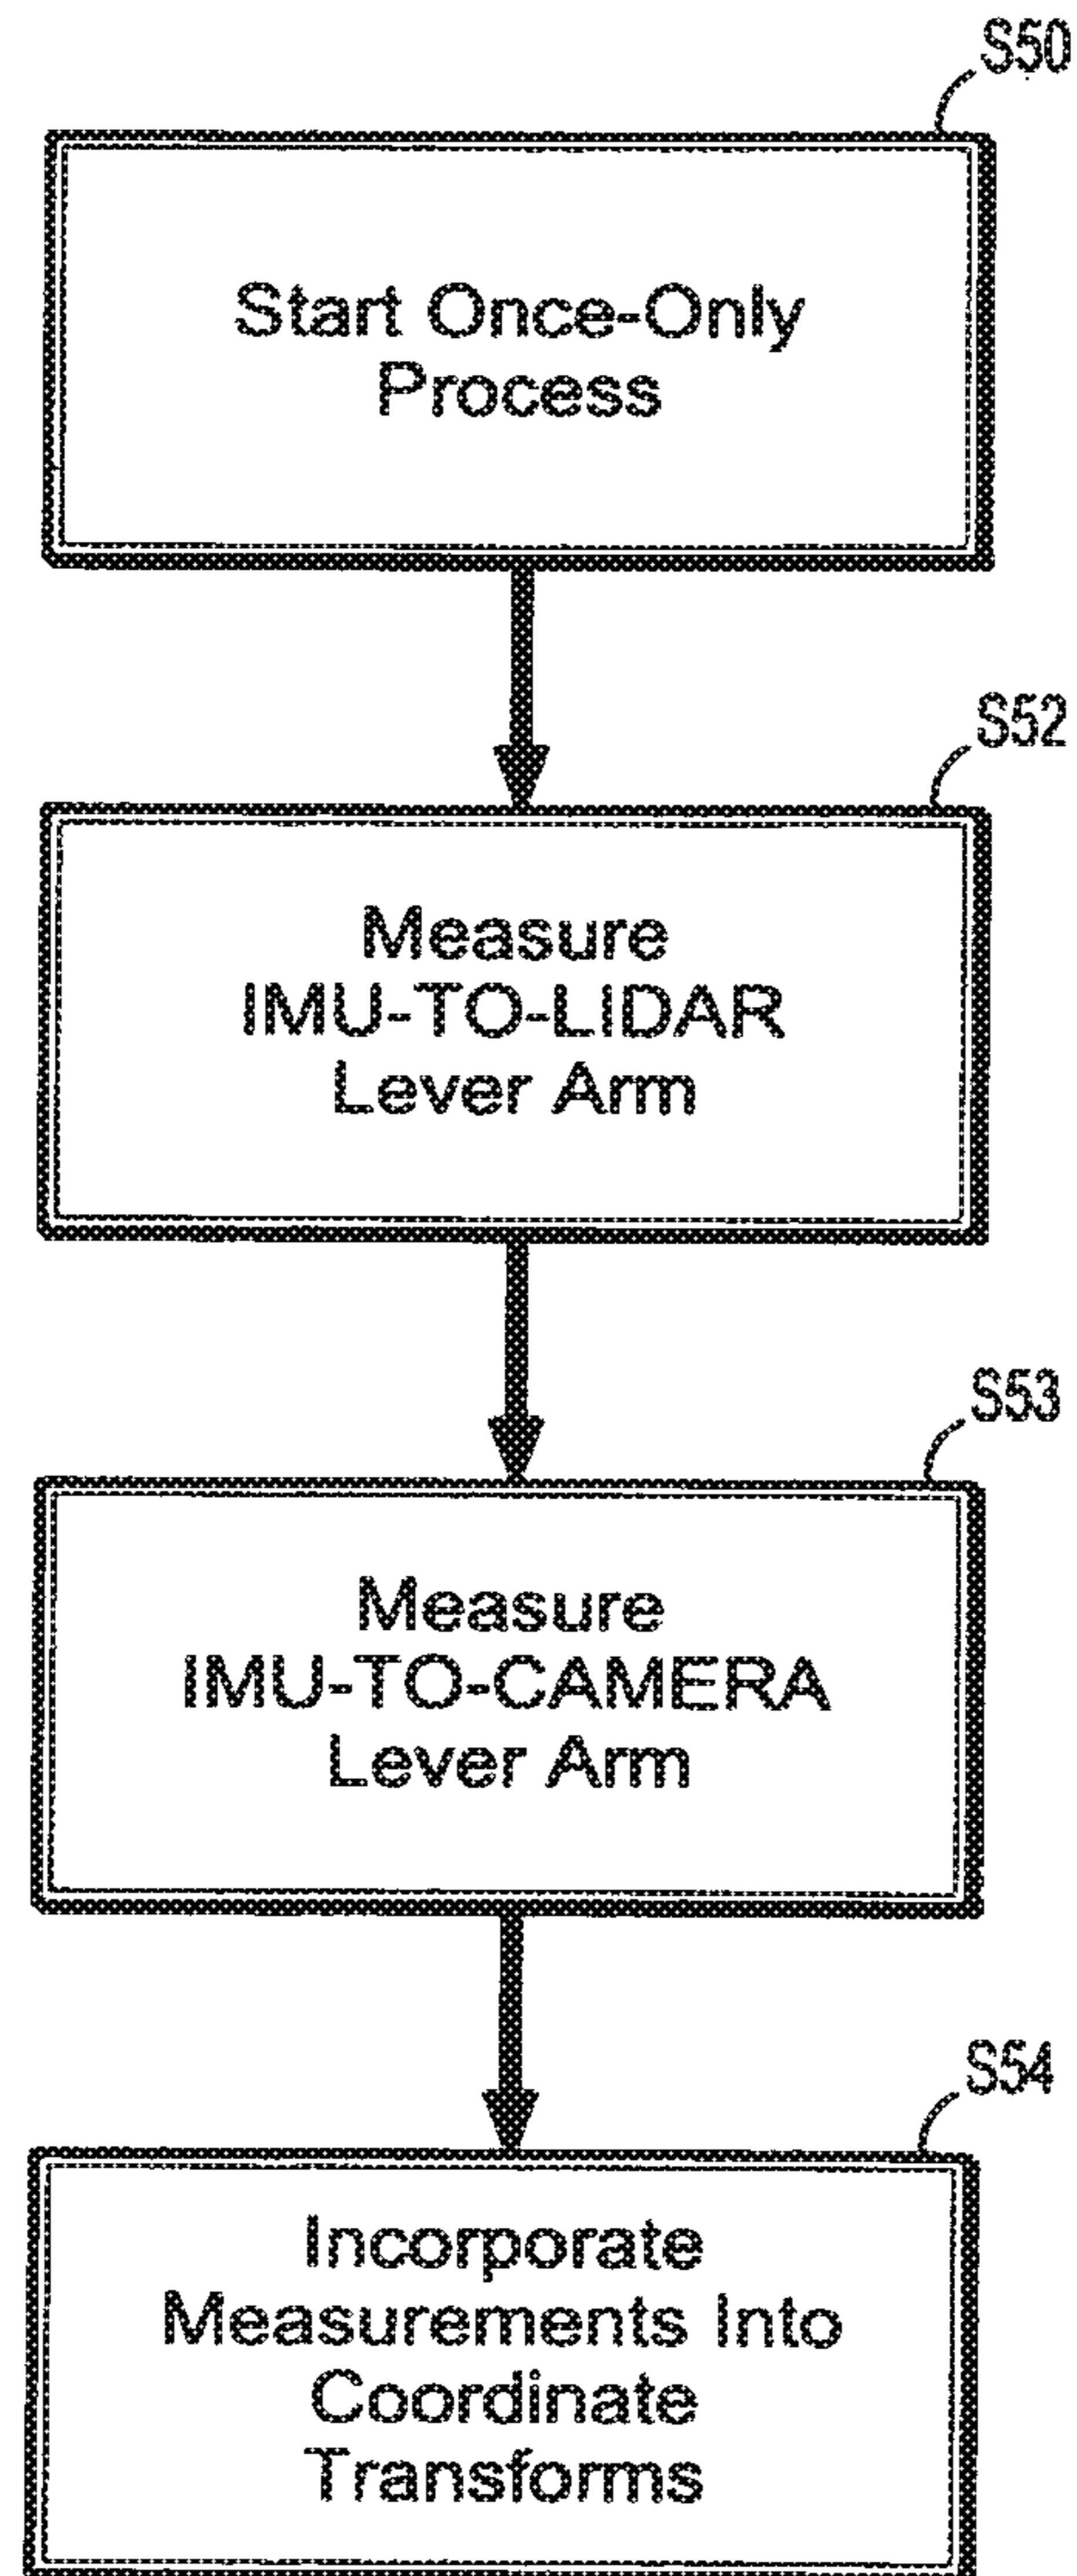 S50
Start Once-Only
Process
S52
Measure
IMU-TO-LIDAR
Lever Arm
S53
Measure
IMU-TO-CAMERA
Lever Arm
S54
Incorporate
Measurements Into
Coordinate
Transforms